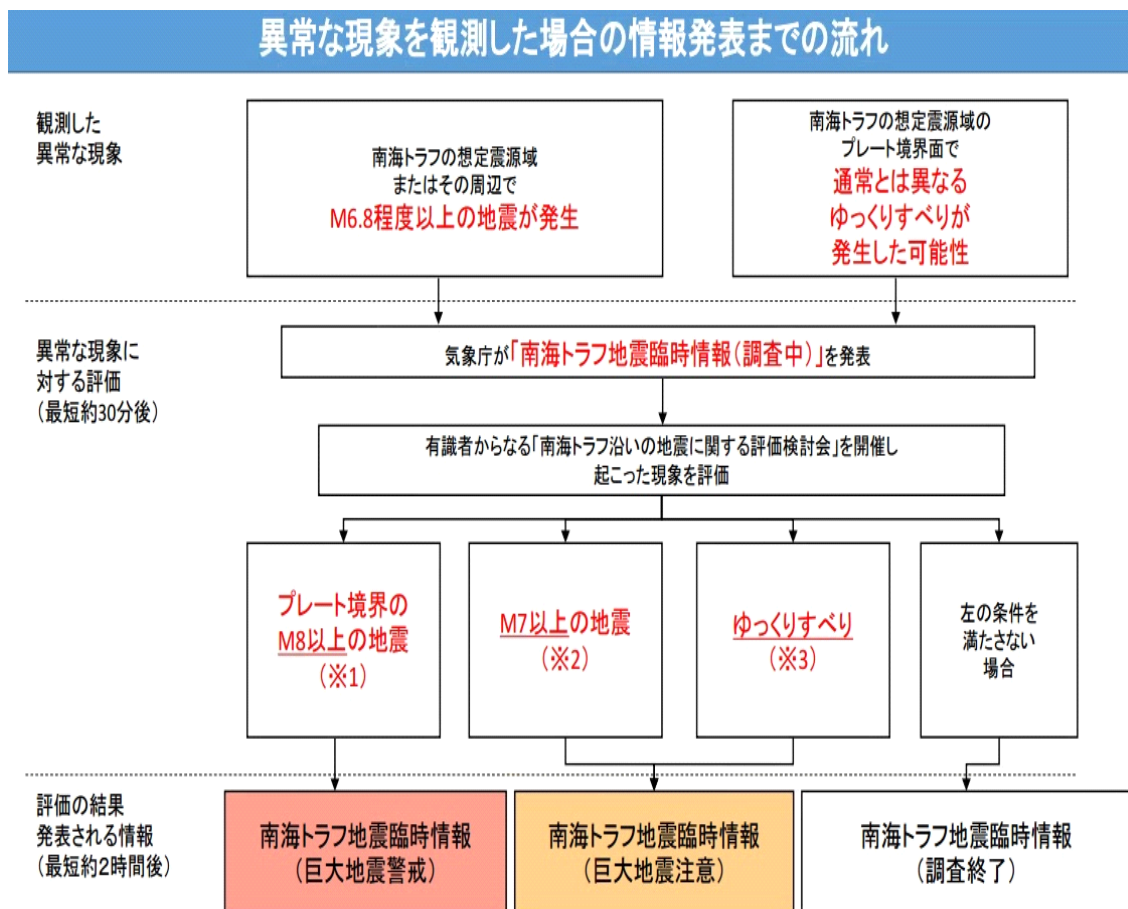 異常な現象を観測した場合の情報発表までの流れ
観測した
異常な現象
南海トラフの想定震源域
またはその周辺で
M6.8程度以上の地震が発生
南海トラフの想定震源域の
プレート境界面で
通常とは異なる
ゆっくりすべりが
発生した可能性
異常な現象に
対する評価
(最短約30分後)
気象庁が「南海トラフ地震臨時情報(調査中)」を発表
有識者からなる「南海トラフ沿いの地震に関する評価検討会」を開催し
起こった現象を評価
プレート境界の
M8以上の地震
(※1)
M7以上の地震
(※2)
ゆっくりすべり
(※3)
左の条件を
満たさない
場合
評価の結果
発表される情報
(最短約2時間後)
南海トラフ地震臨時情報
(巨大地震警戒)
南海トラフ地震臨時情報
(巨大地震注意)
南海トラフ地震臨時情報
(調査終了)